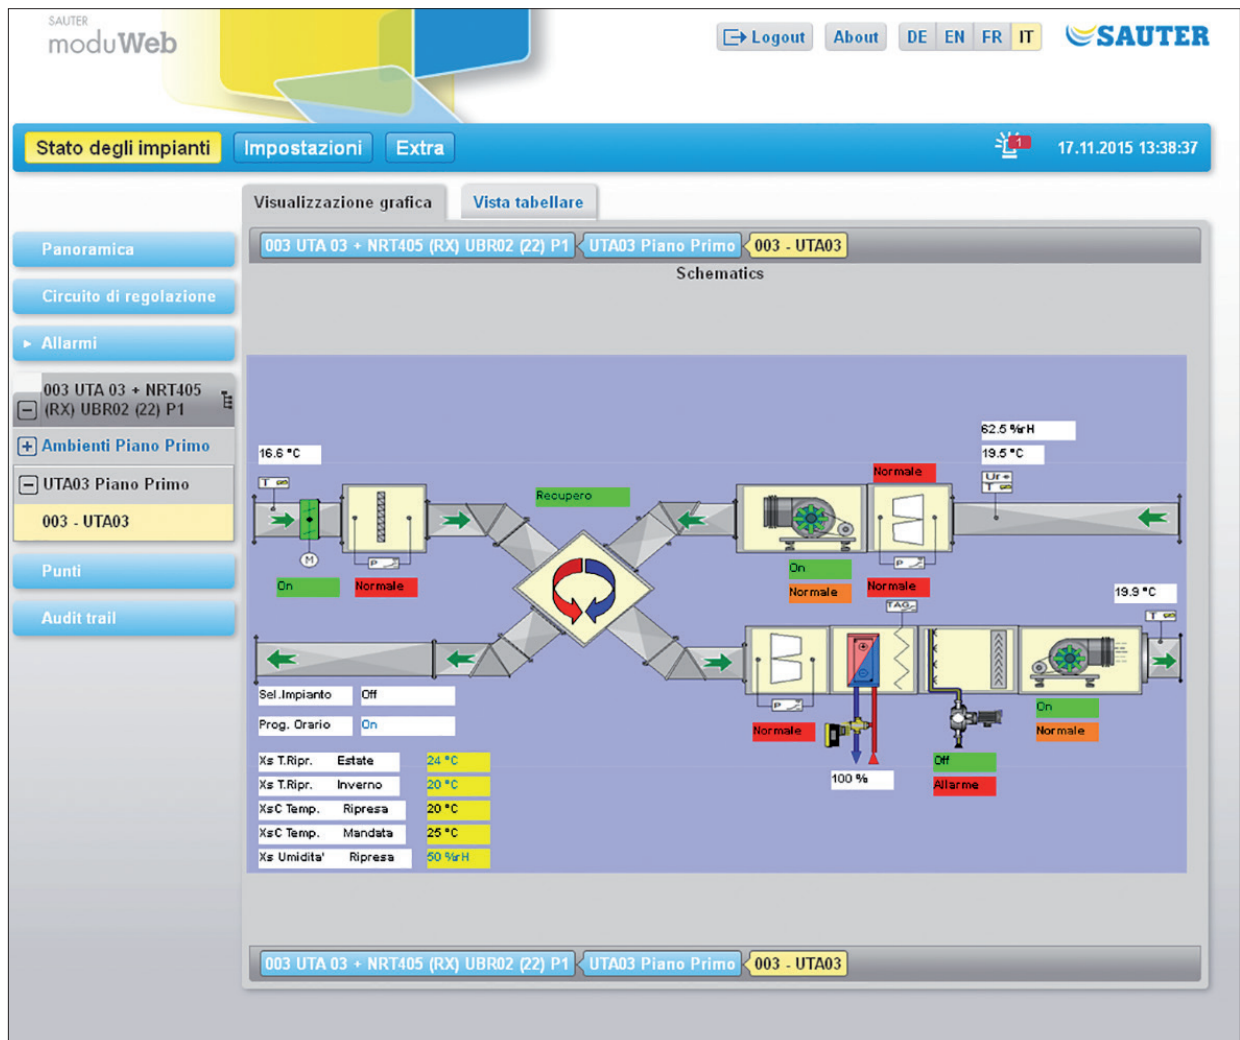 SAUTER
moduWeb
Logout About DE EN FR IT SAUTER
Stato degli impianti Impostazioni Extra 1 17.11.2015 13:38:37
Visualizzazione grafica Vista tabellare
Panoramica
Circuito di regolazione
Allarmi
003 UTA 03 + NRT405
(RX) UBR02 (22) P1
Ambienti Piano Primo
UTA03 Piano Primo
003 - UTA03
Punti
Audit trail
003 UTA 03 + NRT405 (RX) UBR02 (22) P1 UTA03 Piano Primo 003 - UTA03
Schematics
62.5 %rH
16.6 °C 19.5 °C
Normale
T Ur
T
Recupero
M P P
On Normale On Normale
Normale
19.9 °C
TAG
T
P
Sel.Impianto Off
Prog. Orario On
On
Normale Normale
Off
100 % Allarme
Xs T.Ripr. Estate 24 °C
Xs T.Ripr. Inverno 20 °C
XsC Temp. Ripresa 20 °C
XsC Temp. Mandata 25 °C
Xs Umidita' Ripresa 50 %rH
003 UTA 03 + NRT405 (RX) UBR02 (22) P1 UTA03 Piano Primo 003 - UTA03